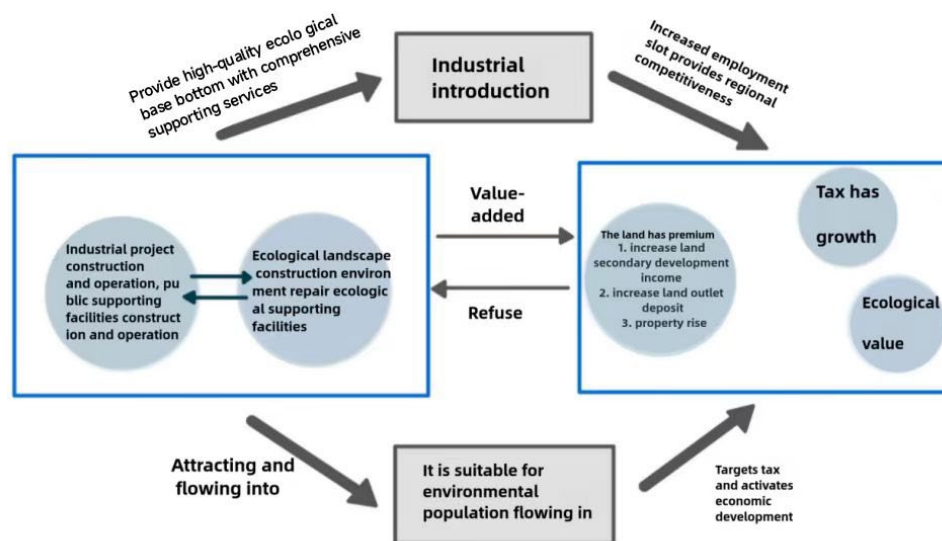 Provide high-quality ecolo gical
base bottom with comprehensive
supporting services
Industrial
introduction
Increased employment
slot provides regional
competitiveness
Industrial project
construction
and operation, pu
blic supporting
facilities construct
ion and operation
Ecological landscape
construction environ
ment repair ecologic
al supporting
facilities
Value-
added
Refuse
The land has premium
1. increase land
secondary development
income
2. increase land outlet
deposit
3. property rise
Tax has
growth
Ecological
value
Attracting and
flowing into
It is suitable for
environmental
population flowing in
Targets tax
and activates
economic
development